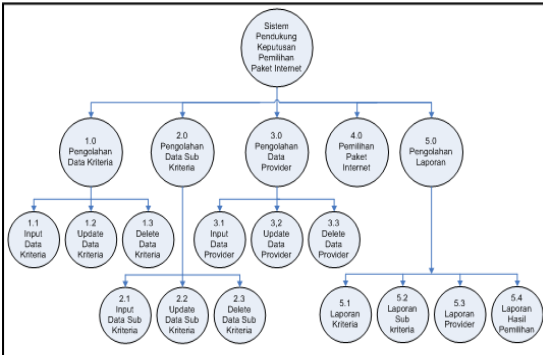 Sistem
Pendukung
Keputusan
Pemilihan
Paket Internet
1.0
Pengolahan
Data Kriteria
2.0
Pengolahan
Data Sub
Kriteria
3.0
Pengolahan
Data
Provider
4.0
Pemilihan
Paket
Internet
5.0
Pengolahan
Laporan
1.1
Input
Data
Kriteria
1.2
Update
Data
Kriteria
1.3
Delete
Data
Kriteria
3.1
Input
Data
Provider
3,2
Update
Data
Provider
3.3
Delete
Data
Provider
2.1
Input
Data Sub
Kriteria
2.2
Update
Data Sub
Kriteria
2.3
Delete
Data Sub
Kriteria
5.1
Laporan
Kriteria
5.2
Laporan
Sub
kriteria
5.3
Laporan
Provider
5.4
Laporan
Hasil
Pemilihan